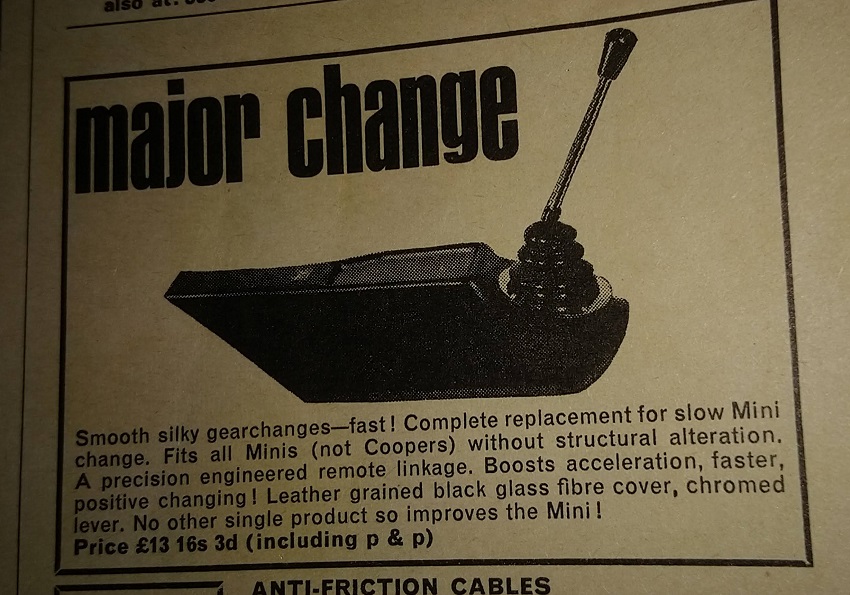 also at:
major change
Smooth silky gearchanges—fast! Complete replacement for slow Mini
change. Fits all Minis (not Coopers) without structural alteration.
A precision engineered remote linkage. Boosts acceleration, faster,
positive changing! Leather grained black glass fibre cover, chromed
lever. No other single product so improves the Mini!
Price £13 16s 3d (including p & p)
ANTI-FRICTION CABLES